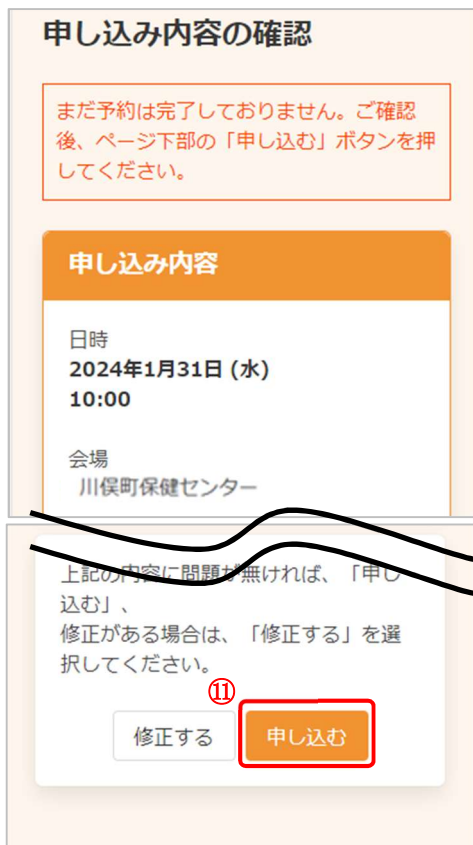 申し込み内容の確認
まだ予約は完了しておりません。ご確認
後、ページ下部の「申し込む」ボタンを押
してください。
申し込み内容
日時
2024年1月31日 (水)
10:00
会場
川俣町保健センター
上記の内容に問題が無ければ、「申し
込む」、
修正がある場合は、「修正する」を選
択してください。
⑪
修正する
申し込む